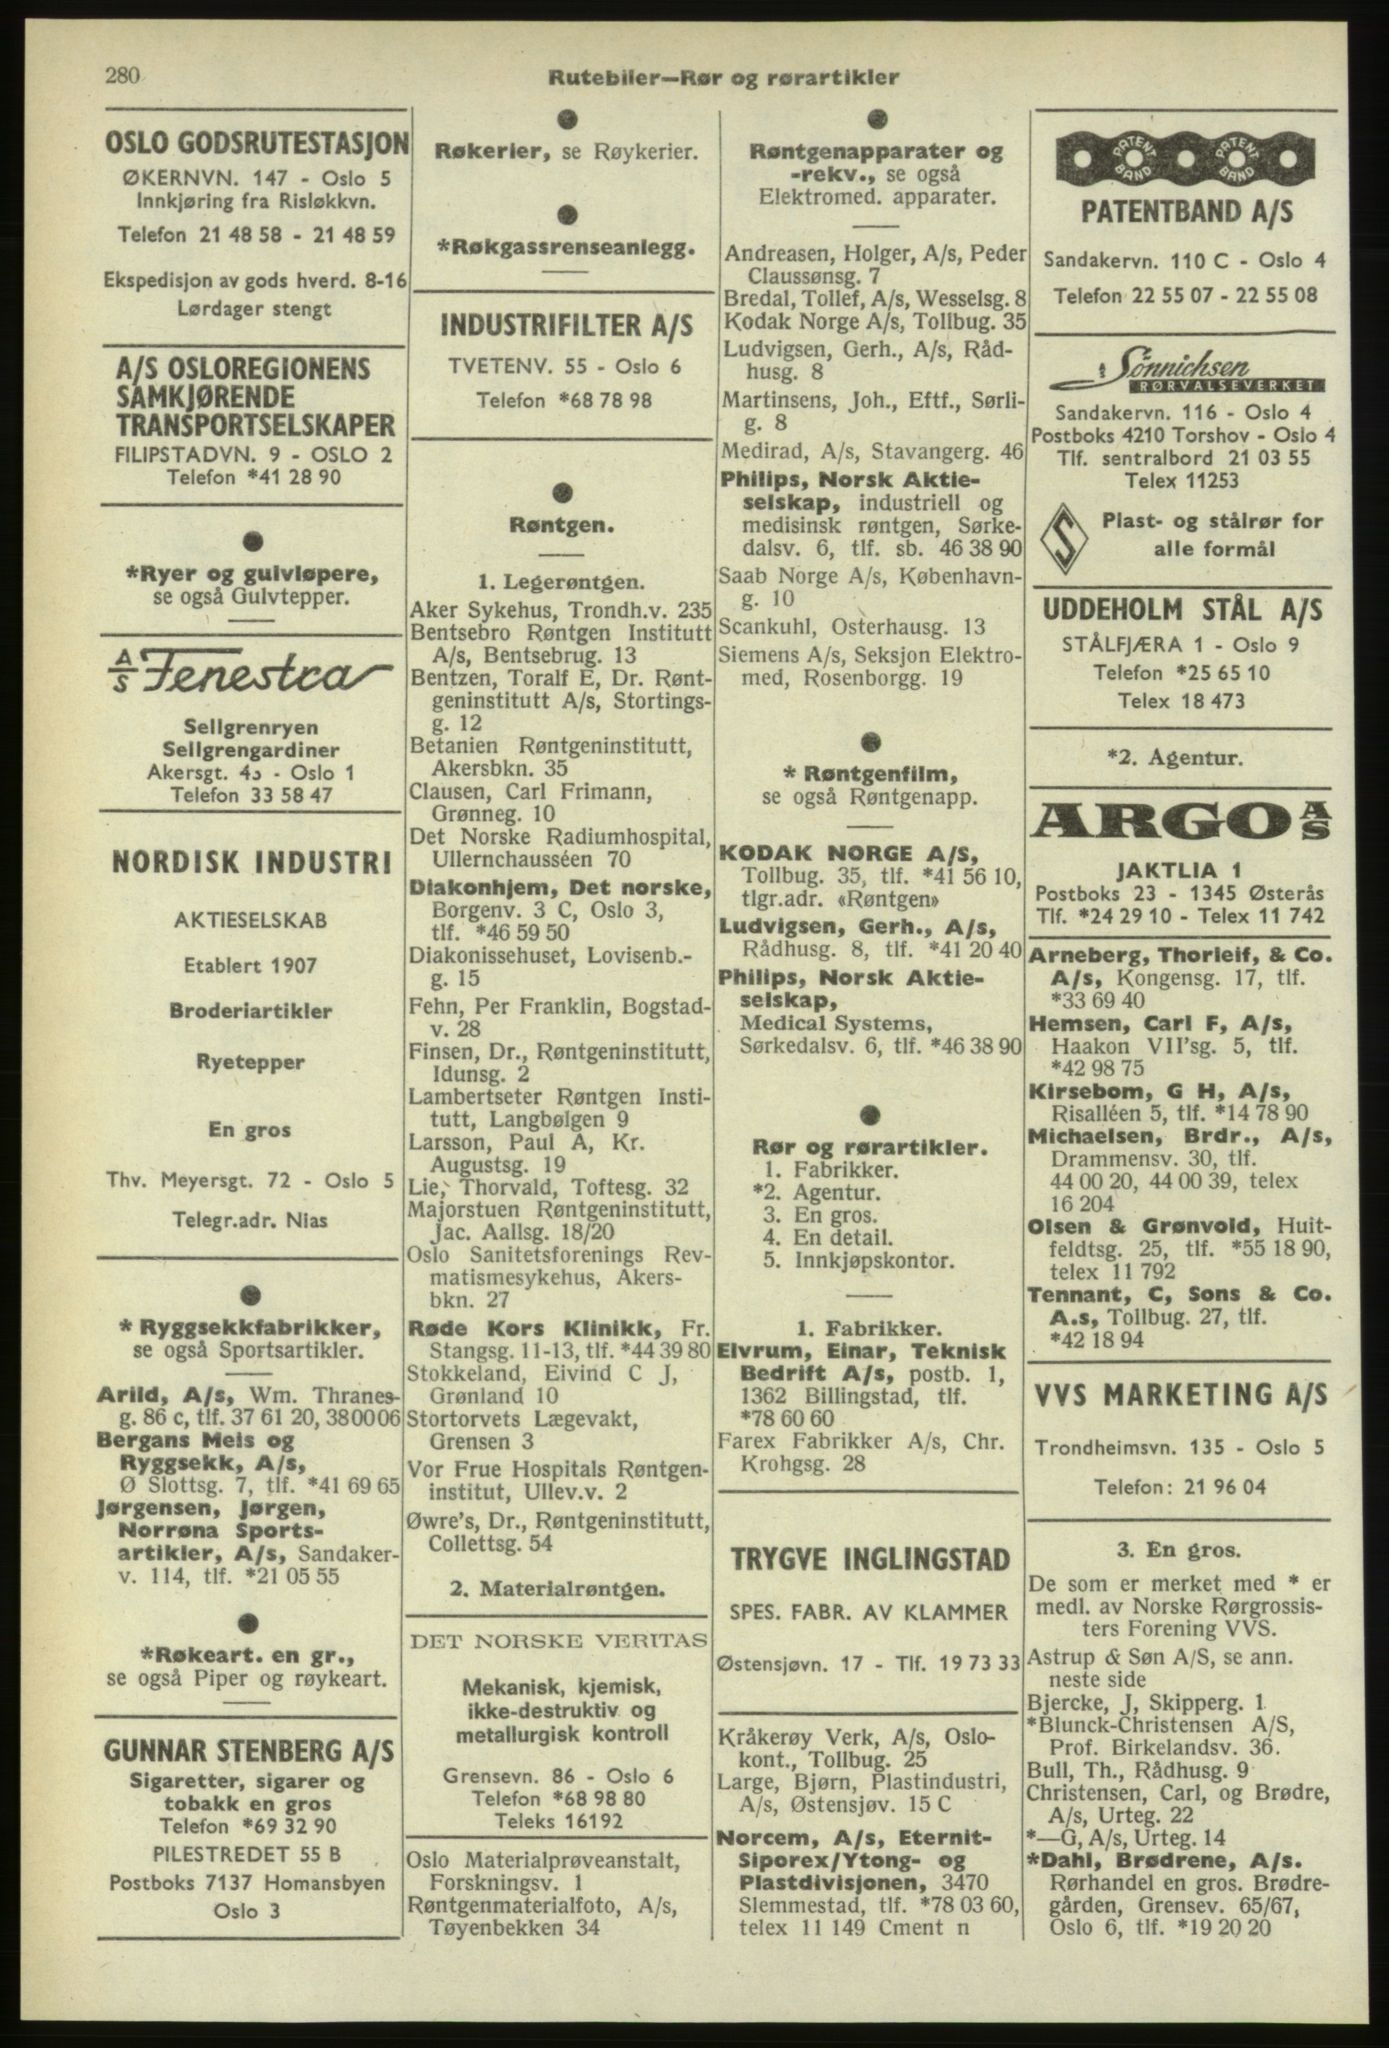 280
Rutebiler—Rør og rørartikler
OSLO GODSRUTESTASJON
ØKERNVN. 147 - Oslo 5
Innkjøring fra Risløkkvn.
Telefon 21 48 58 - 21 48 59
Ekspedisjon av gods hverd. 8-16
Lørdager stengt
A/S OSLOREGIONENS
SAMKJØRENDE
TRANSPORTSELSKAPER
FILIPSTADVN. 9 - OSLO 2
Telefon *41 28 90
*Ryer og gulvløpere,
se også Gulvtepper.
A/S Fenestra
Sellgrenryen
Sellgrengardiner
Akersgt. 45 - Oslo 1
Telefon 33 58 47
NORDISK INDUSTRI
AKTIESELSKAB
Etablert 1907
Broderiartikler
Ryetepper
En gros
Thv. Meyersgt. 72 - Oslo 5
Telegr.adr. Nias
* Ryggsekkfabrikker,
se også Sportsartikler.
Arild, A/s, Wm. Thranes-
g. 86 c, tlf. 37 61 20, 38 00 06
Bergans Meis og
Ryggsekk, A/s,
Ø Slottsg. 7, tlf. *41 69 65
Jørgensen, Jørgen,
Norrøna Sports-
artikler, A/s, Sandaker-
v. 114, tlf. *21 05 55
*Røkeart. en gr.,
se også Piper og røykeart.
GUNNAR STENBERG A/S
Sigaretter, sigarer og
tobakk en gros
Telefon *69 32 90
PILESTREDET 55 B
Postboks 7137 Homansbyen
Oslo 3
Røkerier, se Røykerier.
*Røkgassrenseanlegg.
INDUSTRIFILTER A/S
TVETENV. 55 - Oslo 6
Telefon *68 78 98
Røntgen.
1. Legerøntgen.
Aker Sykehus, Trondh.v. 235
Bentsebro Røntgen Institutt
A/s, Bentsebrug. 13
Bentzen, Toralf E, Dr. Rønt-
geninstitutt A/s, Stortings-
g. 12
Betanien Røntgeninstitutt,
Akersbkn. 35
Clausen, Carl Frimann,
Grønneg. 10
Det Norske Radiumhospital,
Ullernchausséen 70
Diakonhjem, Det norske,
Borgenv. 3 C, Oslo 3,
tlf. *46 59 50
Diakonissehuset, Lovisenb.-
g. 15
Fehn, Per Franklin, Bogstad-
v. 28
Finsen, Dr., Røntgeninstitutt,
Idunsg. 2
Lambertseter Røntgen Insti-
tutt, Langbølgen 9
Larsson, Paul A, Kr.
Augustsg. 19
Lie, Thorvald, Toftesg. 32
Majorstuen Røntgeninstitutt,
Jac. Aallsg. 18/20
Oslo Sanitetsforenings Rev-
matismesykehus, Akers-
bkn. 27
Røde Kors Klinikk, Fr.
Stangsg. 11-13, tlf. *44 39 80
Stokkeland, Eivind C J,
Grønland 10
Stortorvets Lægevakt,
Grensen 3
Vor Frue Hospitals Røntgen-
institut, Ullev.v. 2
Øwre's, Dr., Røntgeninstitutt,
Collettsg. 54
2. Materialrøntgen.
DET NORSKE VERITAS
Mekanisk, kjemisk,
ikke-destruktiv og
metallurgisk kontroll
Grensevn. 86 - Oslo 6
Telefon *68 98 80
Teleks 16192
Oslo Materialprøveanstalt,
Forskningsv. 1
Røntgenmaterialfoto, A/s,
Tøyenbekken 34
Røntgenapparater og
-rekv., se også
Elektromed. apparater.
Andreasen, Holger, A/s, Peder
Claussønsg. 7
Bredal, Tollef, A/s, Wesselsg. 8
Kodak Norge A/s, Tollbug. 35
Ludvigsen, Gerh., A/s, Råd-
husg. 8
Martinsens, Joh., Eftf., Sørli-
g. 8
Medirad, A/s, Stavangerg. 46
Philips, Norsk Aktie-
selskap, industriell og
medisinsk røntgen, Sørke-
dalsv. 6, tlf. sb. 46 38 90
Saab Norge A/s, København-
g. 10
Scankuhl, Osterhausg. 13
Siemens A/s, Seksjon Elektro-
med, Rosenborgg. 19
* Røntgenfilm,
se også Røntgenapp.
KODAK NORGE A/S,
Tollbug. 35, tlf. *41 56 10,
tlgr.adr. «Røntgen»
Ludvigsen, Gerh., A/s,
Rådhusg. 8, tlf. *41 20 40
Philips, Norsk Aktie-
selskap,
Medical Systems,
Sørkedalsv. 6, tlf. *46 38 90
Rør og rørartikler.
1. Fabrikker.
*2. Agentur.
3. En gros.
4. En detail.
5. Innkjøpskontor.
1. Fabrikker.
Elvrum, Einar, Teknisk
Bedrift A/s, postb. 1,
1362 Billingstad, tlf.
*78 60 60
Farex Fabrikker A/s, Chr.
Krohgsg. 28
TRYGVE INGLINGSTAD
SPES. FABR. AV KLAMMER
Østensjøvn. 17 - Tlf. 19 73 33
Kråkerøy Verk, A/s, Oslo-
kont., Tollbug. 25
Large, Bjørn, Plastindustri,
A/s, Østensjøv. 15 C
Norcem, A/s, Eternit-
Siporex/Ytong- og
Plastdivisjonen, 3470
Slemmestad, tlf. *78 03 60,
telex 11 149 Cment n
PATENT BAND PATENT BAND
PATENTBAND A/S
Sandakervn. 110 C - Oslo 4
Telefon 22 55 07 - 22 55 08
Sønnichsen
RØRVALSEVERKET
Sandakervn. 116 - Oslo 4
Postboks 4210 Torshov - Oslo 4
Tlf. sentralbord 21 03 55
Telex 11253
S
Plast- og stålrør for
alle formål
UDDEHOLM STÅL A/S
STÅLFJÆRA 1 - Oslo 9
Telefon *25 65 10
Telex 18 473
*2. Agentur.
ARGO A/S
JAKTLIA 1
Postboks 23 - 1345 Østerås
Tlf. *24 29 10 - Telex 11 742
Arneberg, Thorleif, & Co.
A/s, Kongensg. 17, tlf.
*33 69 40
Hemsen, Carl F, A/s,
Haakon VII'sg. 5, tlf.
*42 98 75
Kirsebom, G H, A/s,
Risalléen 5, tlf. *14 78 90
Michaelsen, Brdr., A/s,
Drammensv. 30, tlf.
44 00 20, 44 00 39, telex
16 204
Olsen & Grønvold, Huit-
feldtsg. 25, tlf. *55 18 90,
telex 11 792
Tennant, C, Sons & Co.
A.s, Tollbug. 27, tlf.
*42 18 94
VVS MARKETING A/S
Trondheimsvn. 135 - Oslo 5
Telefon: 21 96 04
3. En gros.
De som er merket med * er
medl. av Norske Rørgrossis-
ters Forening VVS.
Astrup & Søn A/S, se ann.
neste side
Bjercke, J, Skipperg. 1
*Blunck-Christensen A/S,
Prof. Birkelandsv. 36.
Bull, Th., Rådhusg. 9
Christensen, Carl, og Brødre,
A/s, Urteg. 22
*—G, A/s, Urteg. 14
*Dahl, Brødrene, A/s.
Rørhandel en gros. Brødre-
gården, Grensev. 65/67,
Oslo 6, tlf. *19 20 20